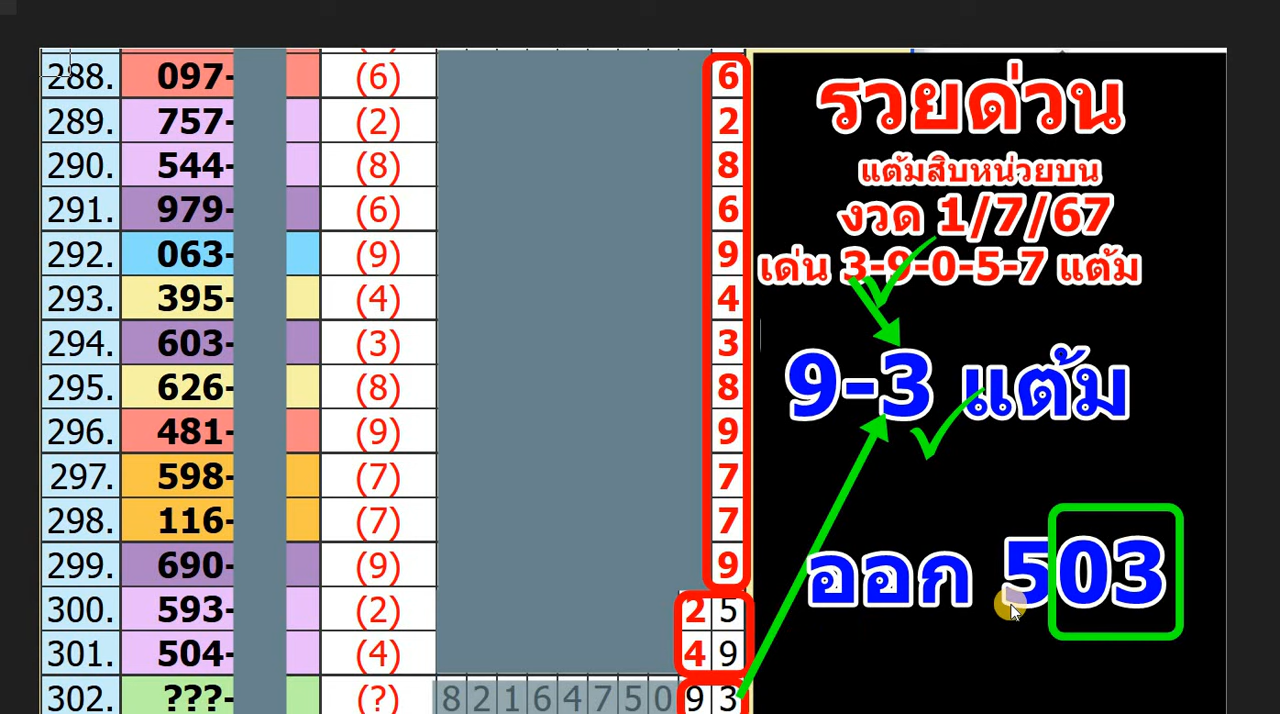 288. 097- (6) 6
289. 757- (2) 2
290. 544- (8) 8
291. 979- (6) 6
292. 063- (9) 9
293. 395- (4) 4
294. 603- (3) 3
295. 626- (8) 8
296. 481- (9) 9
297. 598- (7) 7
298. 116- (7) 7
299. 690- (9) 9
300. 593- (2) 2 5
301. 504- (4) 4 9
302. ???- (?) 8 2 1 6 4 7 5 0 9 3
รวยด่วน
แต้มสิบหน่วยบน
งวด 1/7/67
เด่น 3-9-0-5-7 แต้ม
9-3 แต้ม
ออก 503